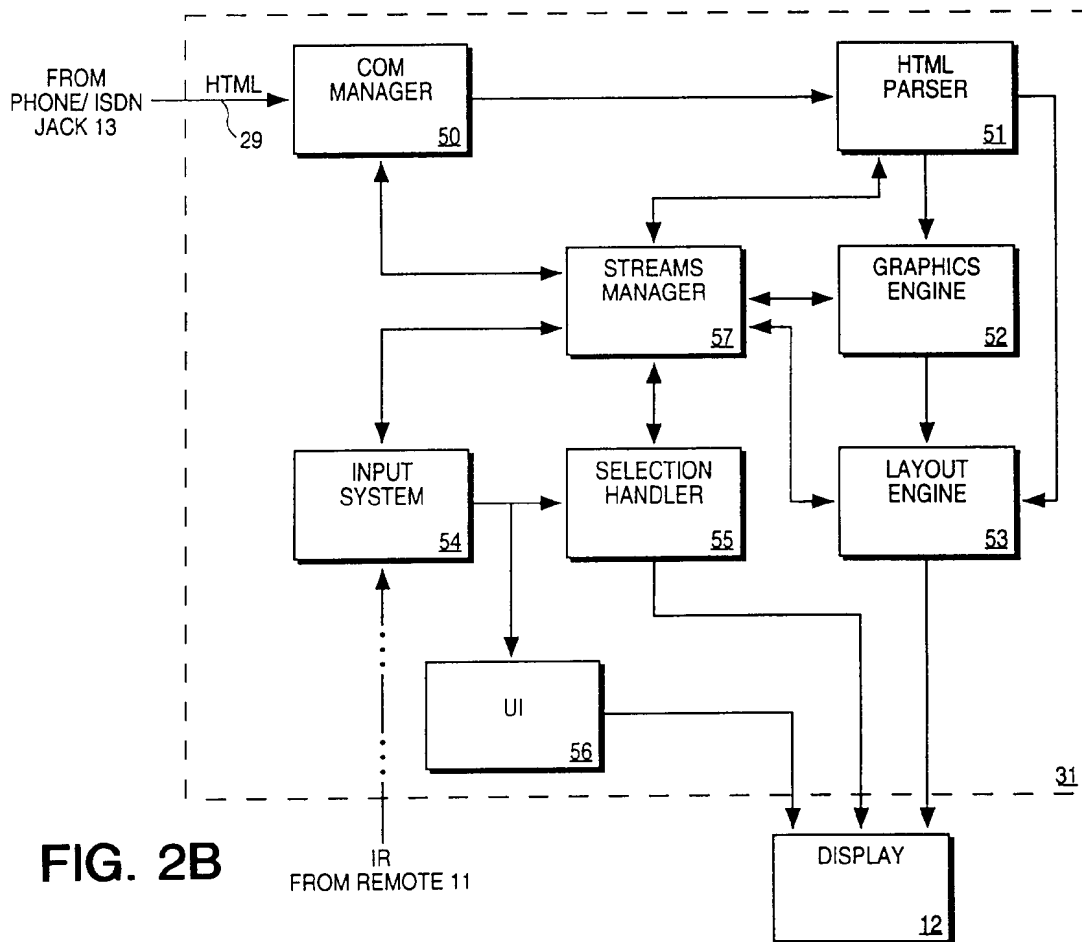 FROM
PHONE/ ISDN
JACK 13
HTML
29
COM
MANAGER
50
HTML
PARSER
51
STREAMS
MANAGER
57
GRAPHICS
ENGINE
52
INPUT
SYSTEM
54
SELECTION
HANDLER
55
LAYOUT
ENGINE
53
UI
56
31
FIG. 2B
IR
FROM REMOTE 11
DISPLAY
12